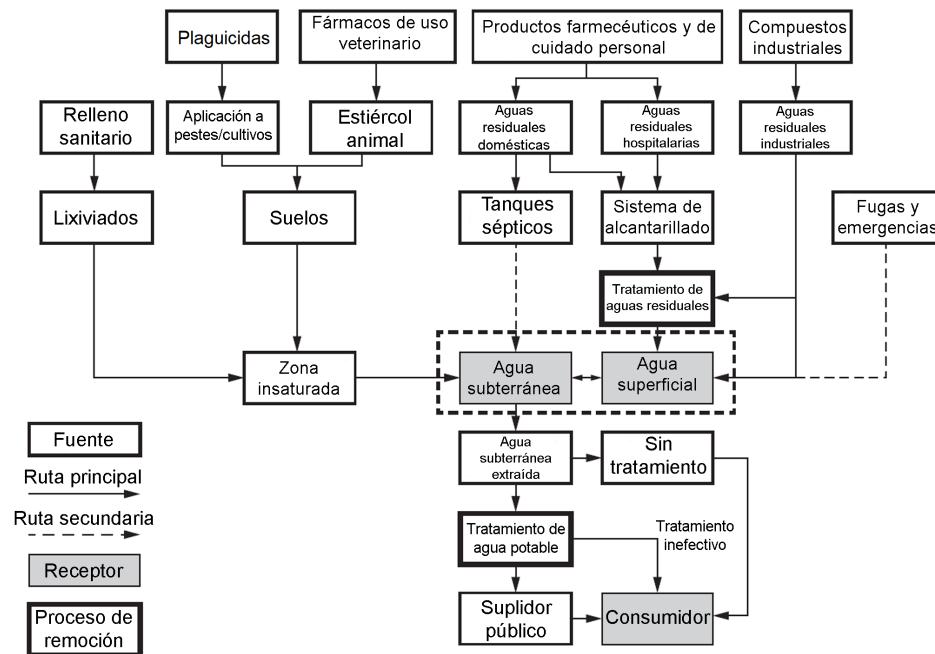 Plaguicidas
Fármacos de uso
veterinario
Productos farmecéuticos y de
cuidado personal
Compuestos
industriales
Relleno
sanitario
Aplicación a
pestes/cultivos
Estiércol
animal
Aguas
residuales
domésticas
Aguas
residuales
hospitalarias
Aguas
residuales
industriales
Lixiviados
Suelos
Tanques
sépticos
Sistema de
alcantarillado
Fugas y
emergencias
Tratamiento de
aguas residuales
Zona
insaturada
Agua
subterránea
Agua
superficial
Fuente
Ruta principal
Ruta secundaria
Receptor
Proceso de
remoción
Agua
subterránea
extraída
Sin
tratamiento
Tratamiento de
agua potable
Tratamiento
inefectivo
Suplidor
público
Consumidor